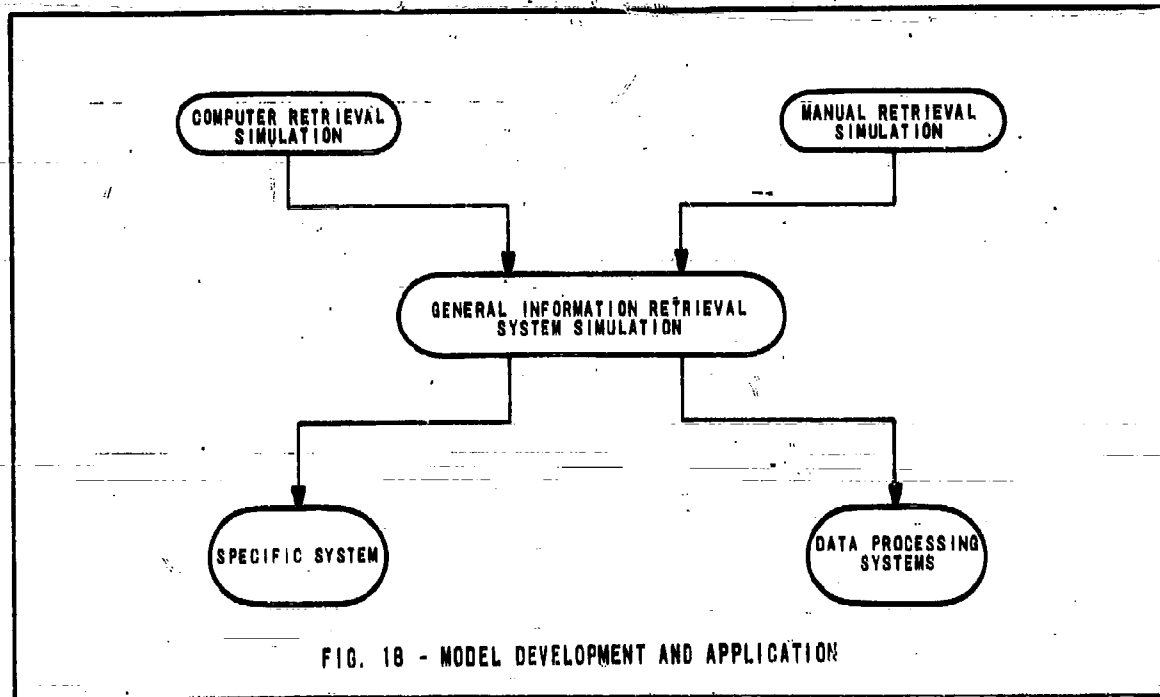 COMPUTER RETRIEVAL
SIMULATION
MANUAL RETRIEVAL
SIMULATION
GENERAL INFORMATION RETRIEVAL
SYSTEM SIMULATION
SPECIFIC SYSTEM
DATA PROCESSING
SYSTEMS
FIG. 18 - MODEL DEVELOPMENT AND APPLICATION